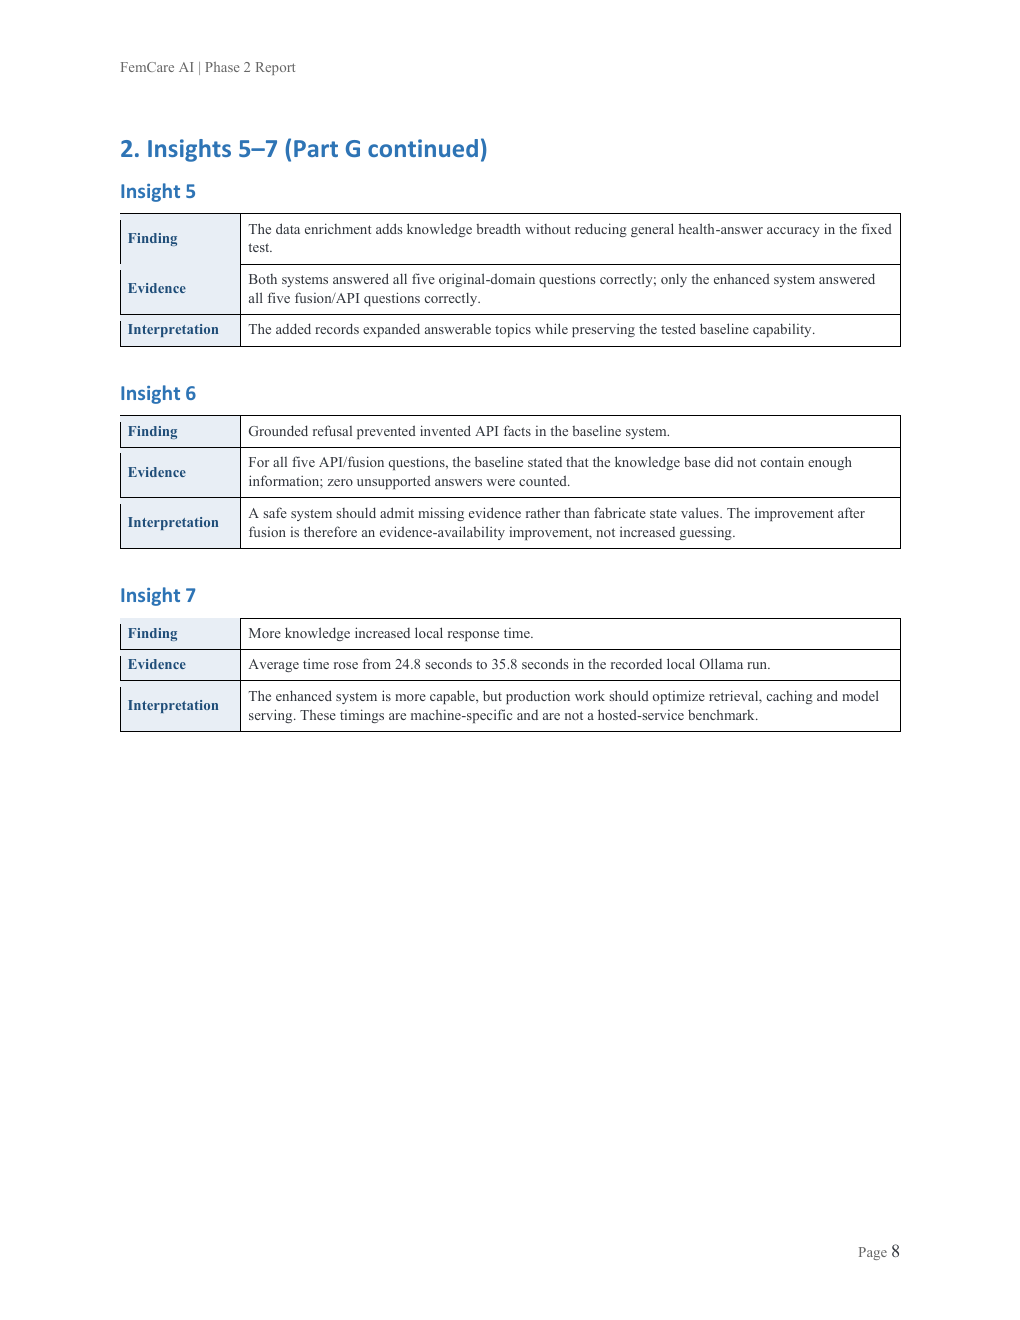 FemCare AI | Phase 2 Report
2. Insights 5–7 (Part G continued)
Insight 5
Finding
The data enrichment adds knowledge breadth without reducing general health-answer accuracy in the fixed
test.
Evidence
Both systems answered all five original-domain questions correctly; only the enhanced system answered
all five fusion/API questions correctly.
Interpretation
The added records expanded answerable topics while preserving the tested baseline capability.
Insight 6
Finding
Grounded refusal prevented invented API facts in the baseline system.
Evidence
For all five API/fusion questions, the baseline stated that the knowledge base did not contain enough
information; zero unsupported answers were counted.
Interpretation
A safe system should admit missing evidence rather than fabricate state values. The improvement after
fusion is therefore an evidence-availability improvement, not increased guessing.
Insight 7
Finding
More knowledge increased local response time.
Evidence
Average time rose from 24.8 seconds to 35.8 seconds in the recorded local Ollama run.
Interpretation
The enhanced system is more capable, but production work should optimize retrieval, caching and model
serving. These timings are machine-specific and are not a hosted-service benchmark.
Page 8